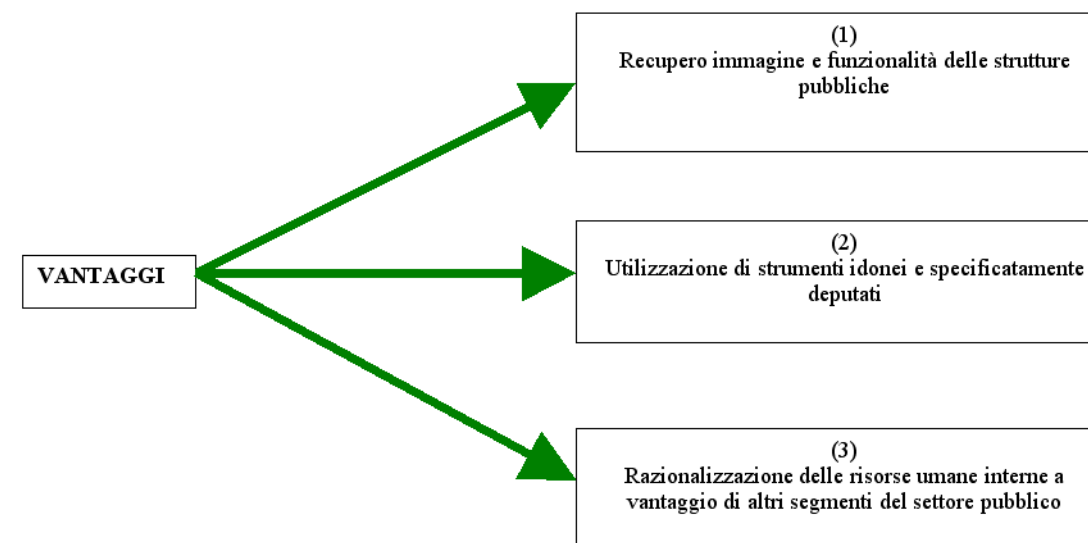 (1)
Recupero immagine e funzionalità delle strutture
pubbliche
VANTAGGI
(2)
Utilizzazione di strumenti idonei e specificatamente
deputati
(3)
Razionalizzazione delle risorse umane interne a
vantaggio di altri segmenti del settore pubblico